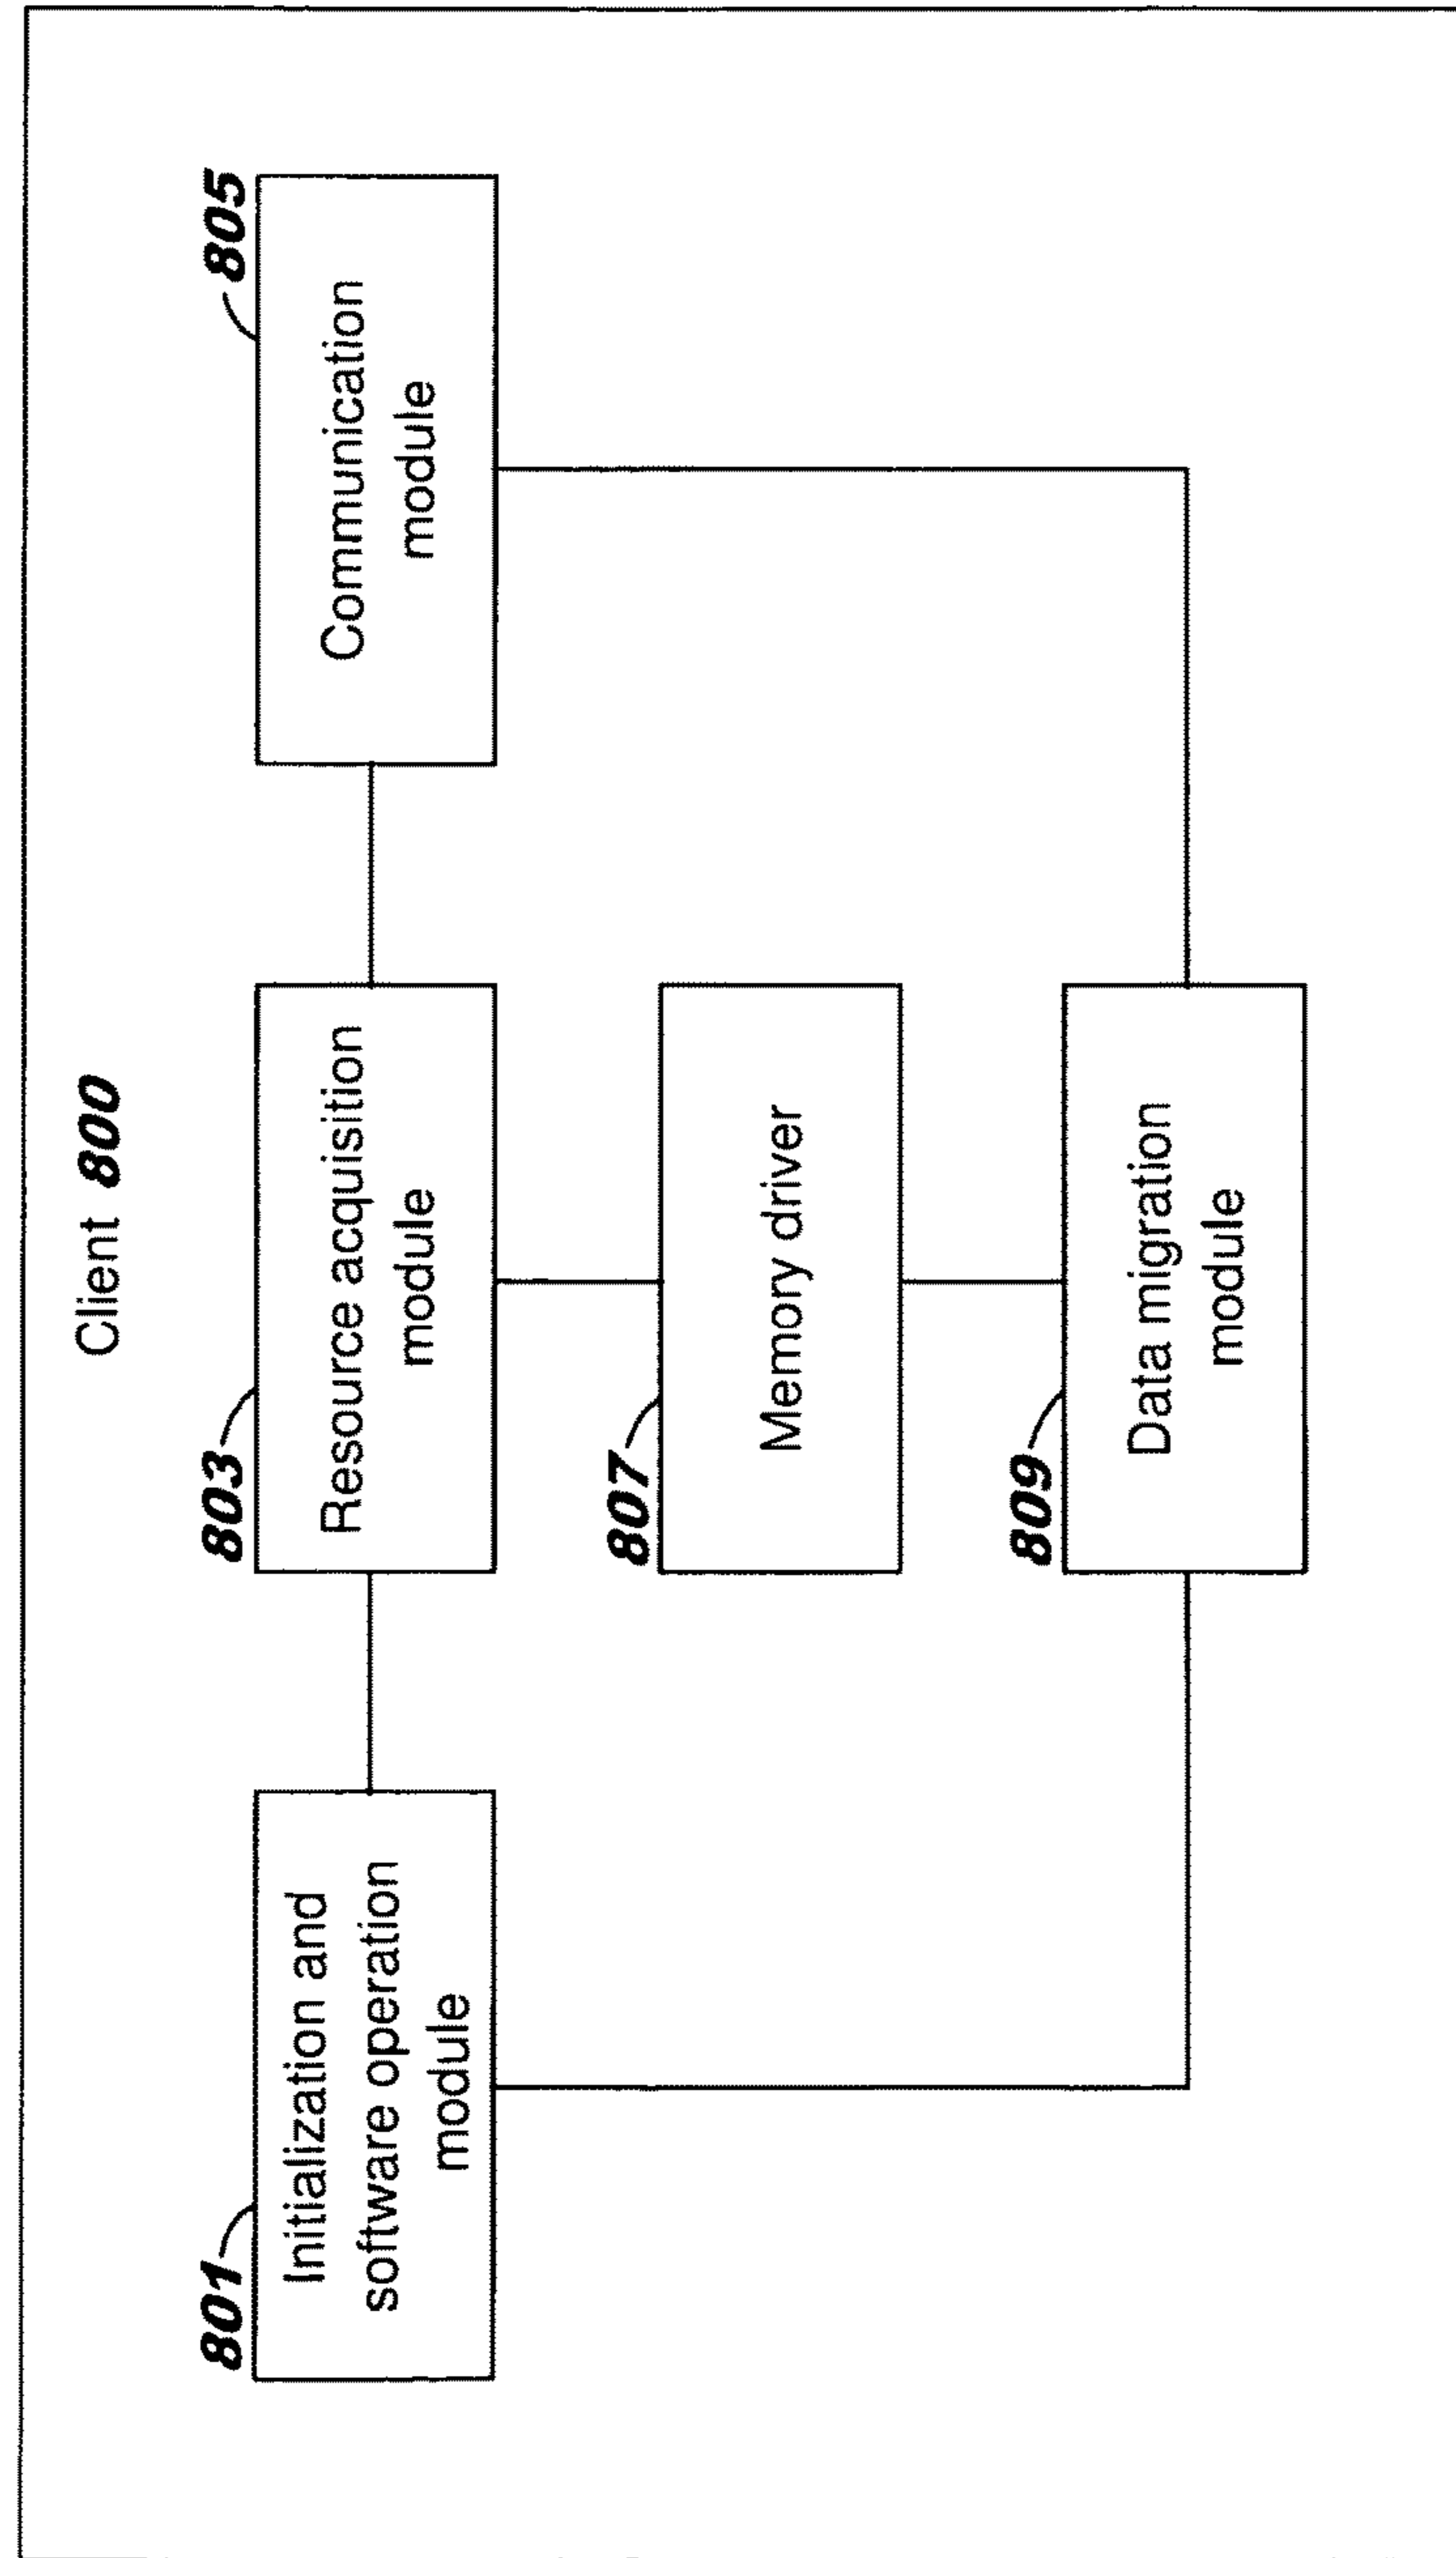 Client 800
801
Initialization and
software operation
module
803
Resource acquisition
module
805
Communication
module
807
Memory driver
809
Data migration
module